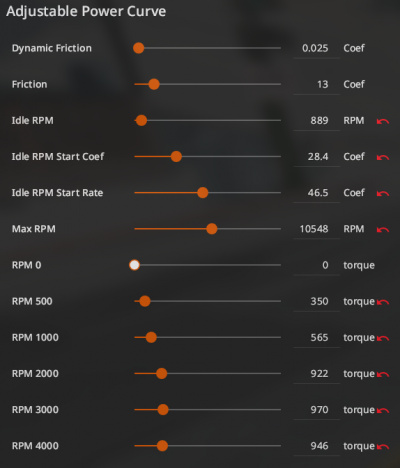 Adjustable Power Curve
Dynamic Friction 0.025 Coef
Friction 13 Coef
Idle RPM 889 RPM
Idle RPM Start Coef 28.4 Coef
Idle RPM Start Rate 46.5 Coef
Max RPM 10548 RPM
RPM 0 0 torque
RPM 500 350 torque
RPM 1000 565 torque
RPM 2000 922 torque
RPM 3000 970 torque
RPM 4000 946 torque